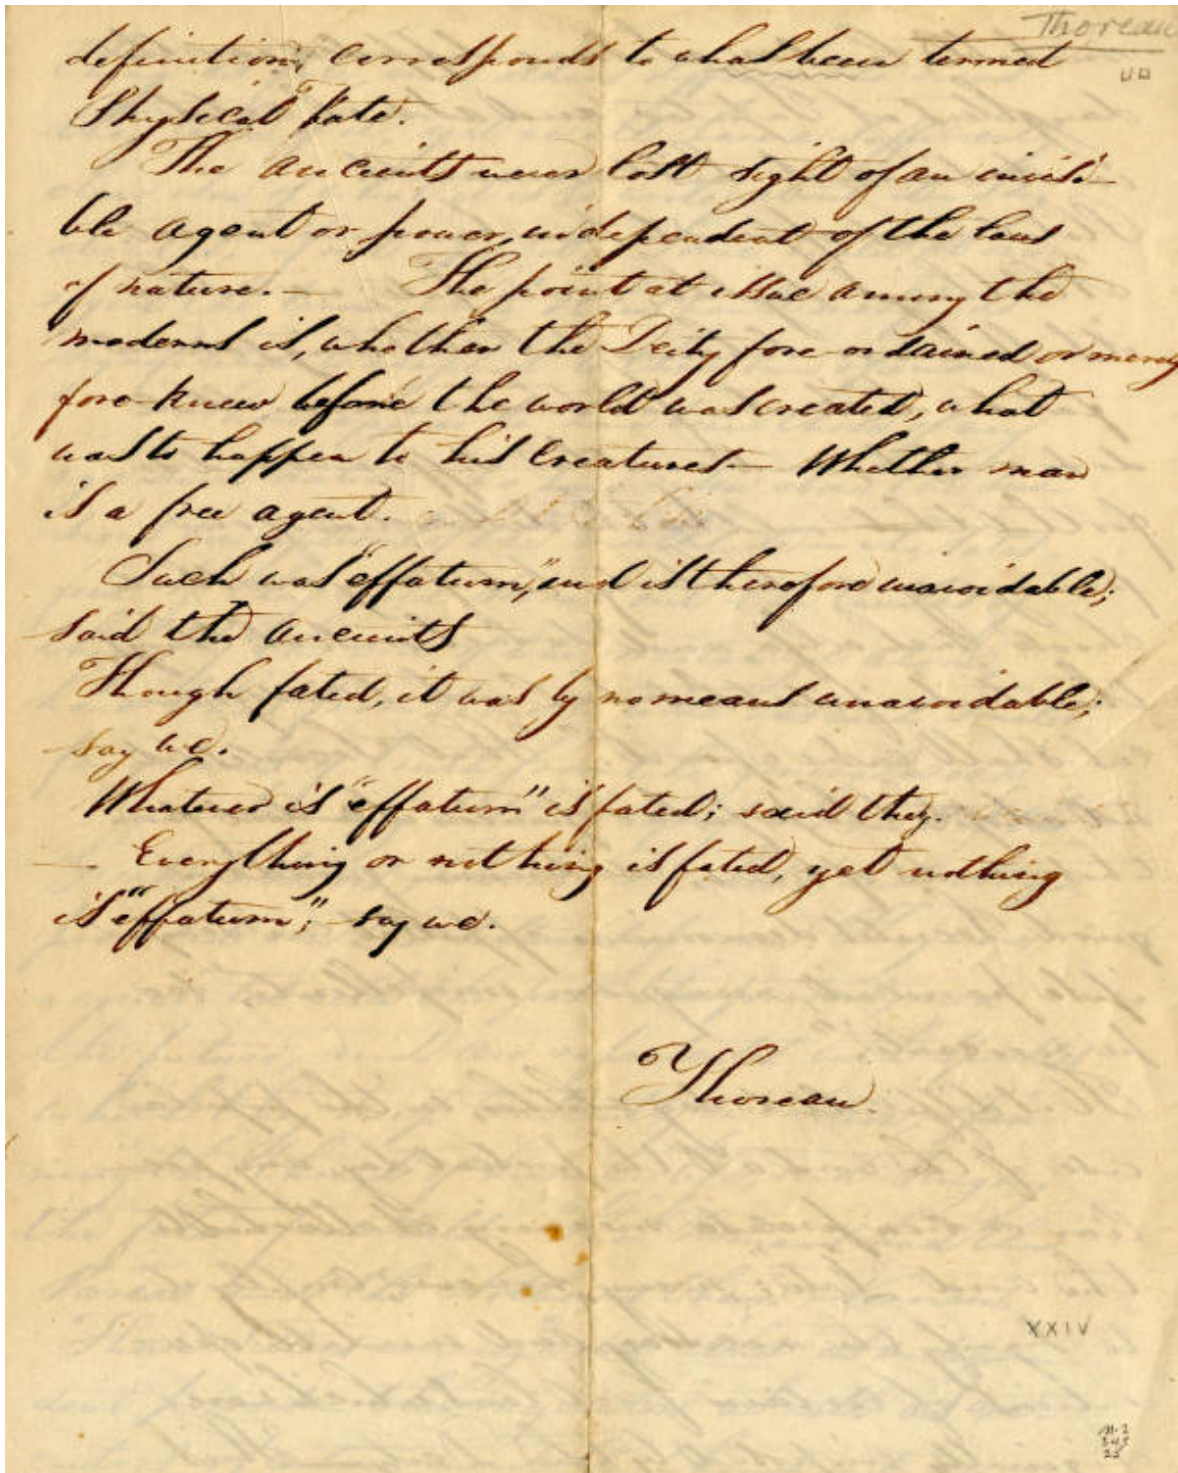 Thoreau
definition, corresponds to what has been termed
Physical Fate.
The ancients never lost sight of an invisi-
ble agent or power, independent of the laws
of nature. — The point at issue among the
moderns is, whether the Deity fore-ordained or merely
fore-knew before the world was created, what
was to happen to his creatures — Whether man
is a free agent.
Such was "effatum," and is therefore unavoidable;
said the ancients
Though fated, it was by no means unavoidable;
say we.
Whatever is "effatum" is fated; said they.
— Everything or nothing is fated, yet nothing
is "effatum"; say we.
Thoreau.
XXIV